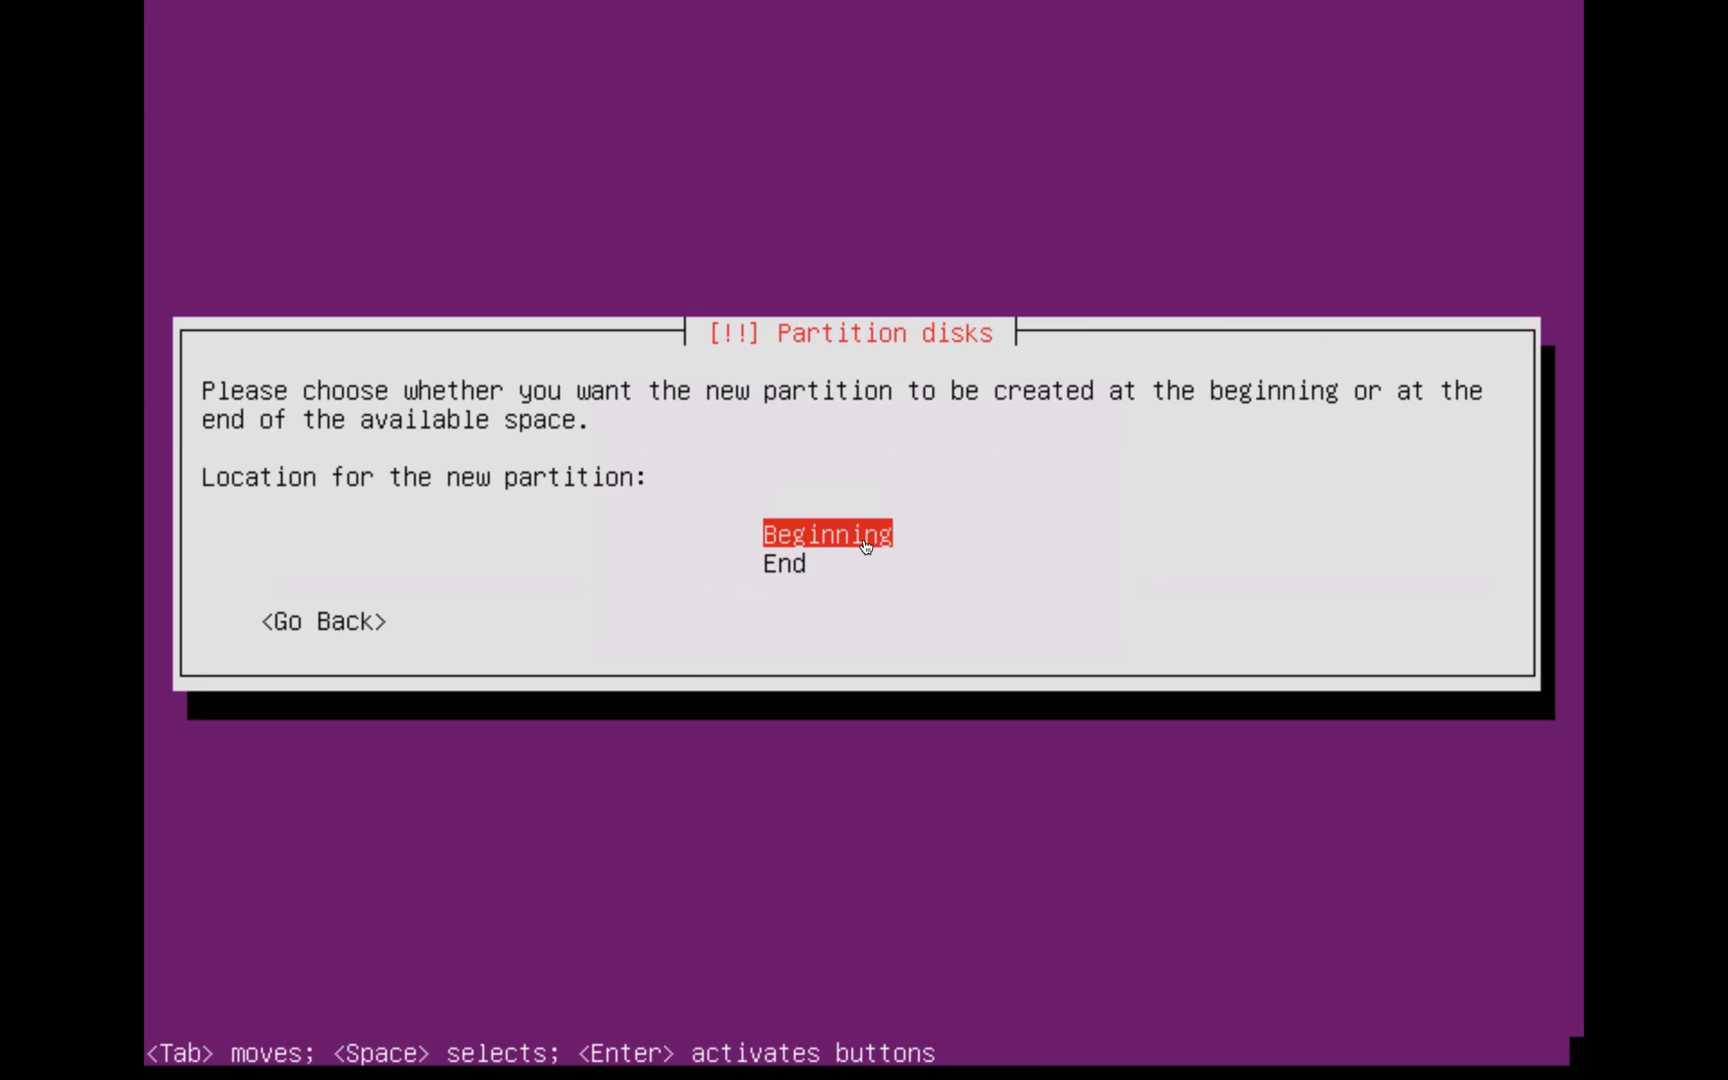 [!!] Partition disks
Please choose whether you want the new partition to be created at the beginning or at the
end of the available space.
Location for the new partition:
Beginning
End
<Go Back>
<Tab> moves; <Space> selects; <Enter> activates buttons